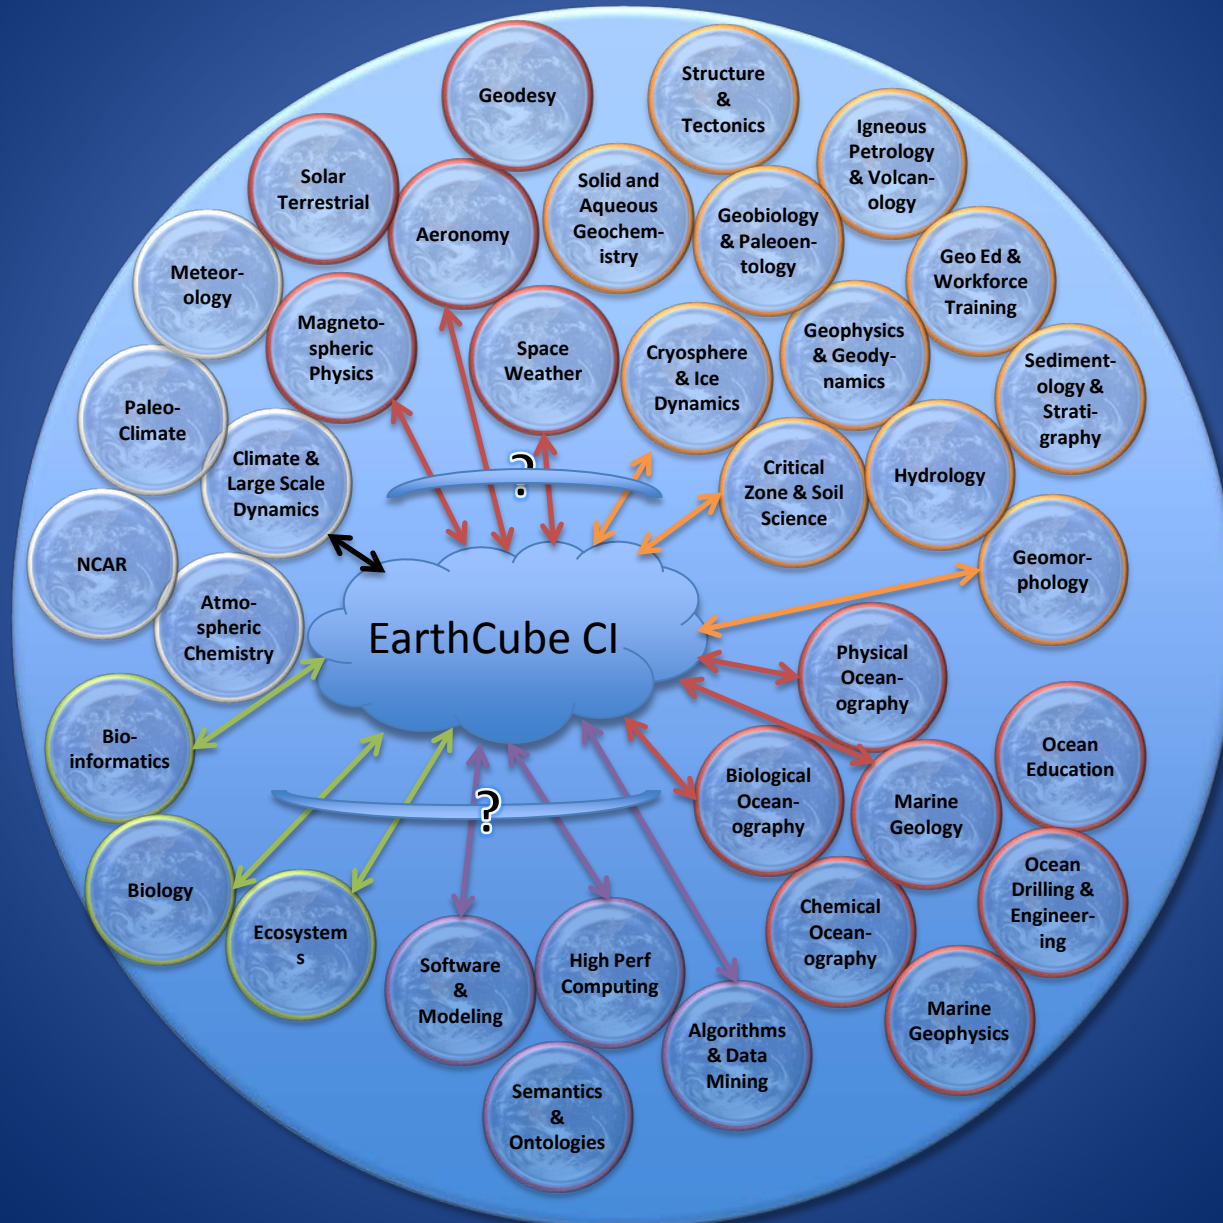 Geodesy
Structure
&
Tectonics
Igneous
Petrology
& Volcan-
ology
Solar
Terrestrial
Aeronomy
Solid and
Aqueous
Geochem-
istry
Geobiology
& Paleoen-
tology
Geo Ed &
Workforce
Training
Meteor-
ology
Magneto-
spheric
Physics
Space
Weather
Cryosphere
& Ice
Dynamics
Geophysics
& Geody-
namics
Sediment-
ology &
Strati-
graphy
Paleo-
Climate
Climate &
Large Scale
Dynamics
?
Critical
Zone & Soil
Science
Hydrology
NCAR
Geomor-
phology
Atmo-
spheric
Chemistry
EarthCube CI
Physical
Ocean-
ography
Bio-
informatics
Ocean
Education
Biological
Ocean-
ography
Marine
Geology
?
Biology
Ecosystem
s
Chemical
Ocean-
ography
Ocean
Drilling &
Engineer-
ing
Software
&
Modeling
High Perf
Computing
Marine
Geophysics
Algorithms
& Data
Mining
Semantics
&
Ontologies